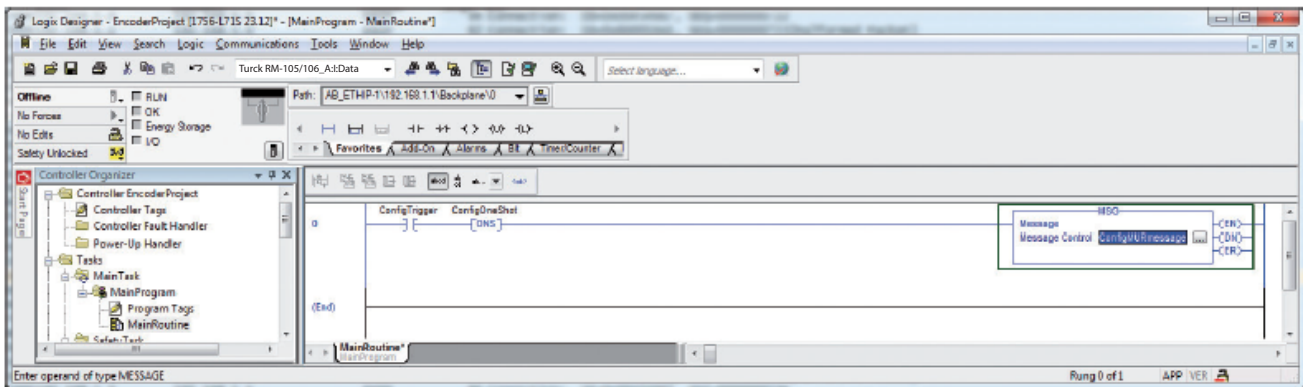 Logix Designer - EncoderProject [1756-L71S 23.12]* - [MainProgram - MainRoutine*]
File Edit View Search Logic Communications Tools Window Help
Turck RM-105/106_A:I:Data
Select language...
Offline
RUN
No Forces
OK
No Edits
Energy Storage
Safety Unlocked
I/O
Path: AB_ETHIP-1\192.168.1.1\Backplane\0
Favorites Add-On Alarms Bit Timer/Counter
Start Page
Controller Organizer
Controller EncoderProject
Controller Tags
Controller Fault Handler
Power-Up Handler
Tasks
MainTask
MainProgram
Program Tags
MainRoutine
SafetyTask
0
ConfigTrigger ConfigOneShot
ONS
MSG
Message
Message Control ConfigMURmessage ...
EN
DN
ER
(End)
MainRoutine*
MainProgram
Enter operand of type MESSAGE
Rung 0 of 1
APP VER